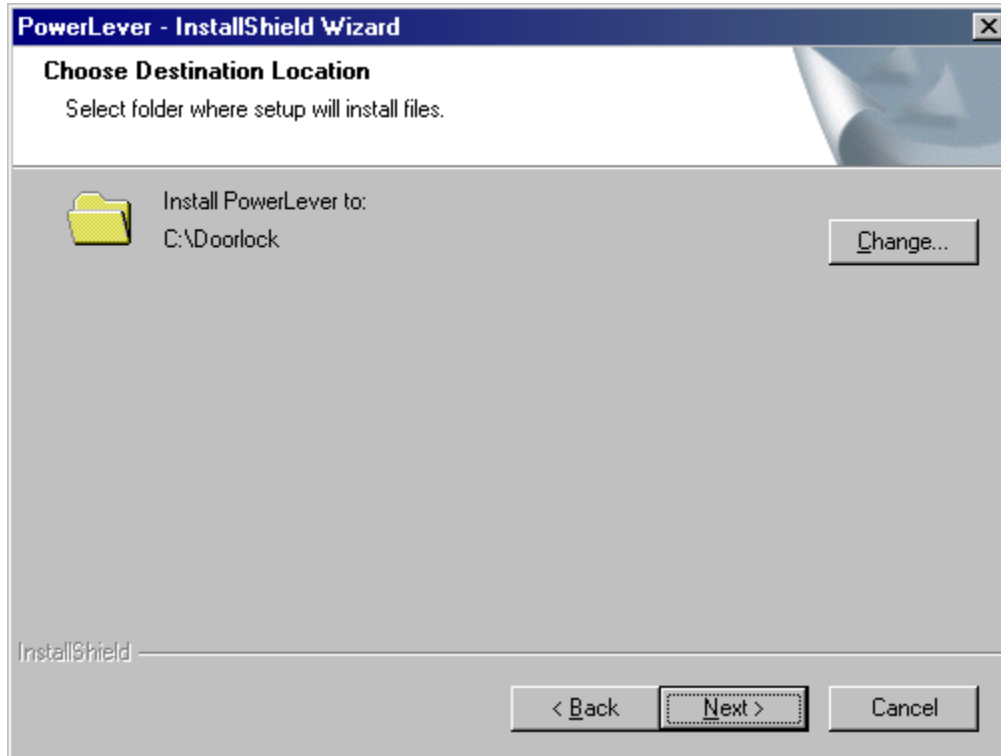 PowerLever - InstallShield Wizard
Choose Destination Location
Select folder where setup will install files.
Install PowerLever to:
C:\Doorlock
Change...
InstallShield
< Back
Next >
Cancel